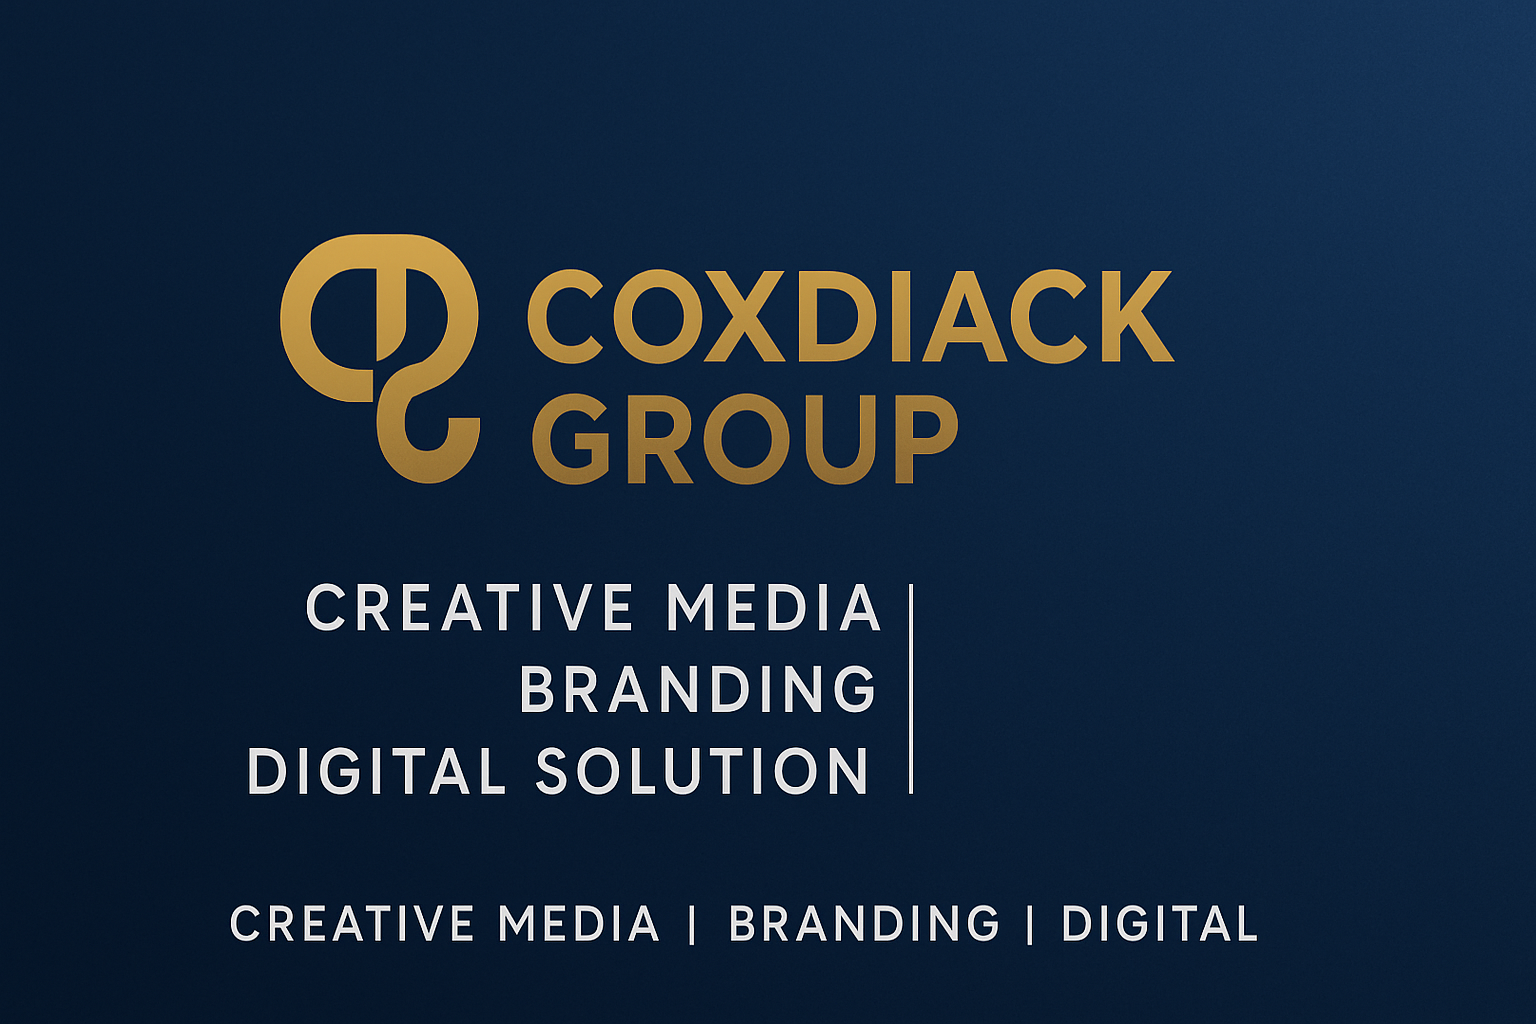 COXDIACK
GROUP
CREATIVE MEDIA
BRANDING
DIGITAL SOLUTION
CREATIVE MEDIA | BRANDING | DIGITAL